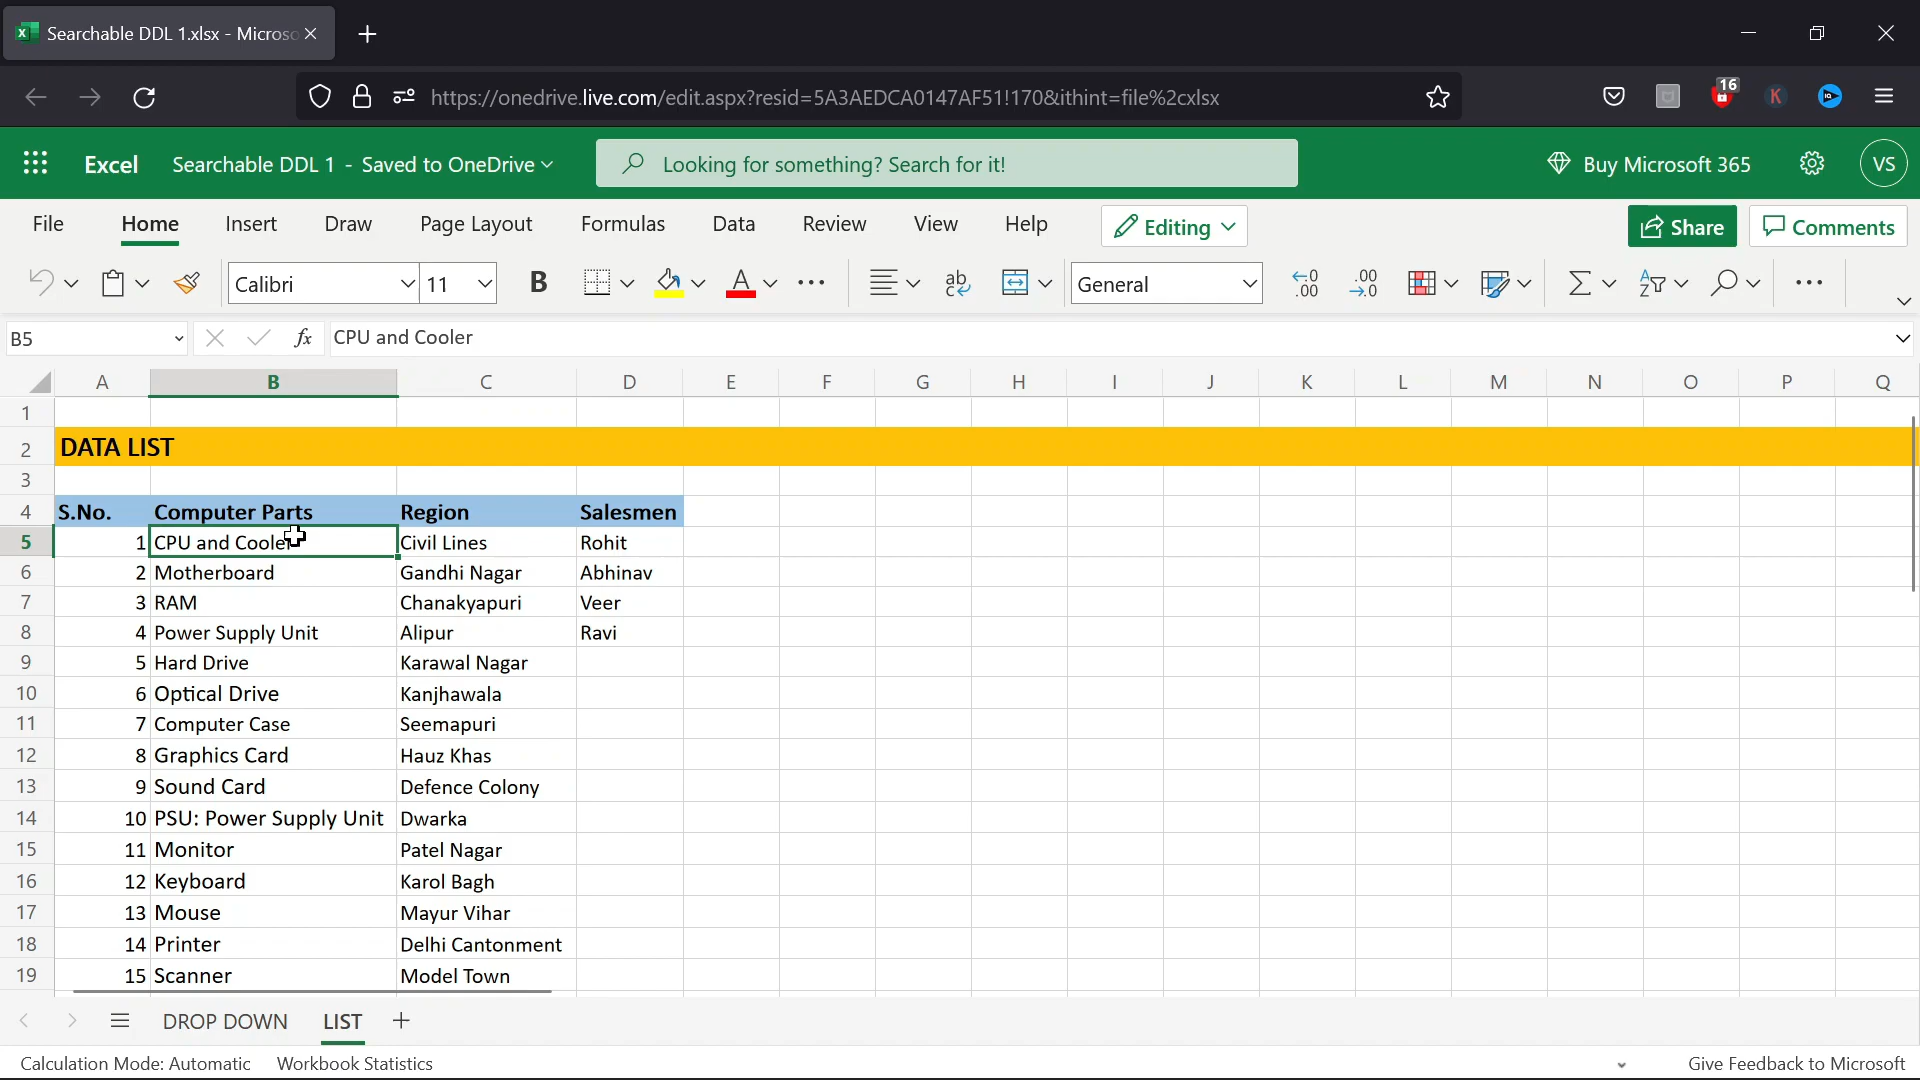 Searchable DDL 1.xlsx - Microso
https://onedrive.live.com/edit.aspx?resid=5A3AEDCA0147AF51!170&ithint=file%2cxlsx
16
K
Excel Searchable DDL 1 - Saved to OneDrive
Looking for something? Search for it!
Buy Microsoft 365
VS
File Home Insert Draw Page Layout Formulas Data Review View Help Editing Share Comments
Calibri 11 B A ab c General .00 .00
B5 fx CPU and Cooler
A B C D E F G H I J K L M N O P Q
1
2 DATA LIST
3
4 S.No. Computer Parts Region Salesmen
5 1 CPU and Cooler Civil Lines Rohit
6 2 Motherboard Gandhi Nagar Abhinav
7 3 RAM Chanakyapuri Veer
8 4 Power Supply Unit Alipur Ravi
9 5 Hard Drive Karawal Nagar
10 6 Optical Drive Kanjhawala
11 7 Computer Case Seemapuri
12 8 Graphics Card Hauz Khas
13 9 Sound Card Defence Colony
14 10 PSU: Power Supply Unit Dwarka
15 11 Monitor Patel Nagar
16 12 Keyboard Karol Bagh
17 13 Mouse Mayur Vihar
18 14 Printer Delhi Cantonment
19 15 Scanner Model Town
DROP DOWN LIST
Calculation Mode: Automatic Workbook Statistics Give Feedback to Microsoft